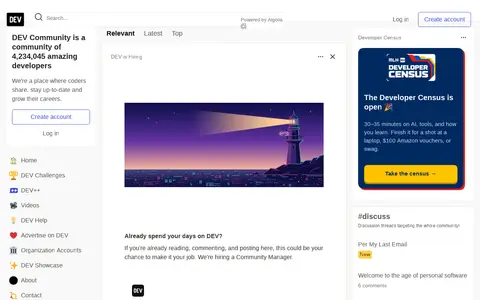 DEV
Search...
Powered by Algolia
Log in
Create account
DEV Community is a
community of
4,234,045 amazing
developers
We're a place where coders
share, stay up-to-date and
grow their careers.
Create account
Log in
Home
DEV Challenges
DEV++
Videos
DEV Help
Advertise on DEV
Organization Accounts
DEV Showcase
About
Contact
Relevant
Latest
Top
DEV is Hiring
Already spend your days on DEV?
If you're already reading, commenting, and posting here, this could be
your chance to make it your job. We're hiring a Community Manager.
DEV
Developer Census
MLH
DEVELOPER
CENSUS
The Developer Census is
open 🎉
30–35 minutes on AI, tools, and how
you learn. Finish it for a shot at a
laptop, $100 Amazon vouchers, or
swag.
Take the census →
#discuss
Discussion threads targeting the whole community
Per My Last Email
New
Welcome to the age of personal software
6 comments